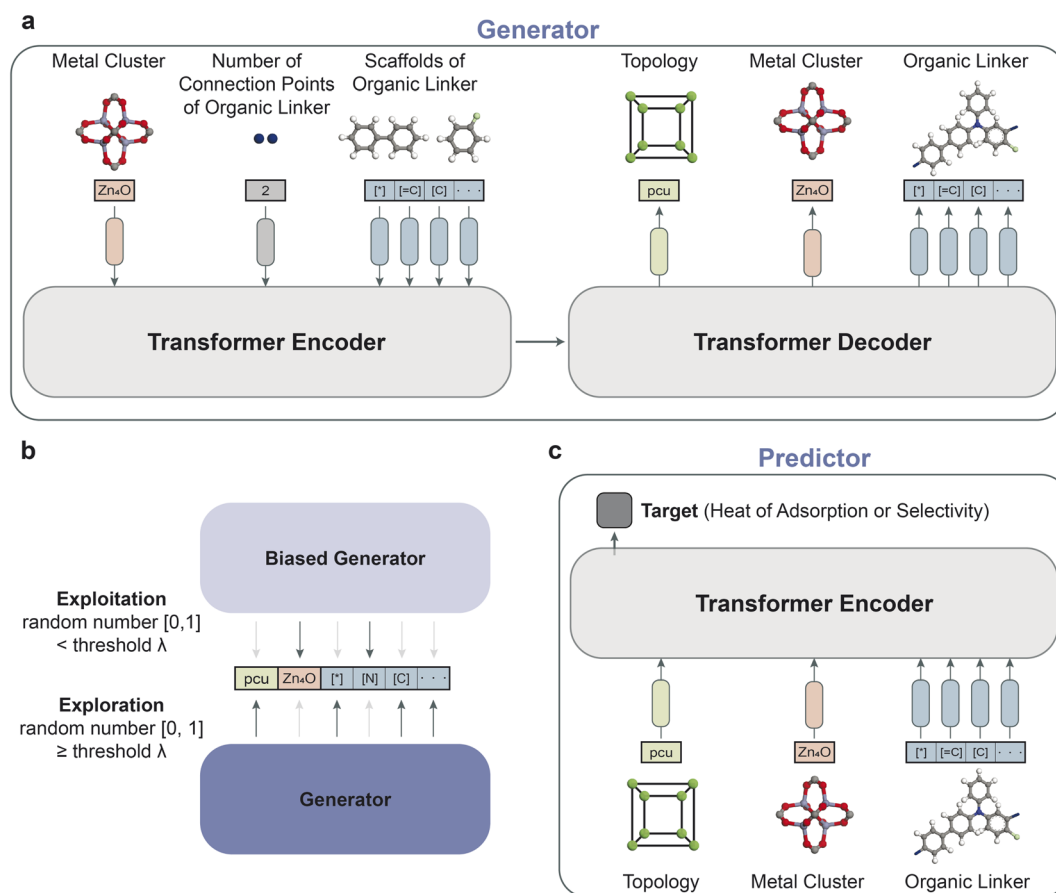 a
Generator
Metal Cluster
Number of
Connection Points
of Organic Linker
Scaffolds of
Organic Linker
Topology
Metal Cluster
Organic Linker
Zn₄O
2
[*] [=C] [C] · · ·
pcu
Zn₄O
[*] [=C] [C] · · ·
Transformer Encoder
Transformer Decoder
b
Biased Generator
Exploitation
random number [0,1]
< threshold λ
pcu Zn₄O [*] [N] [C] · · ·
Exploration
random number [0, 1]
≥ threshold λ
Generator
c
Predictor
Target (Heat of Adsorption or Selectivity)
Transformer Encoder
pcu
Zn₄O
[*] [=C] [C] · · ·
Topology
Metal Cluster
Organic Linker